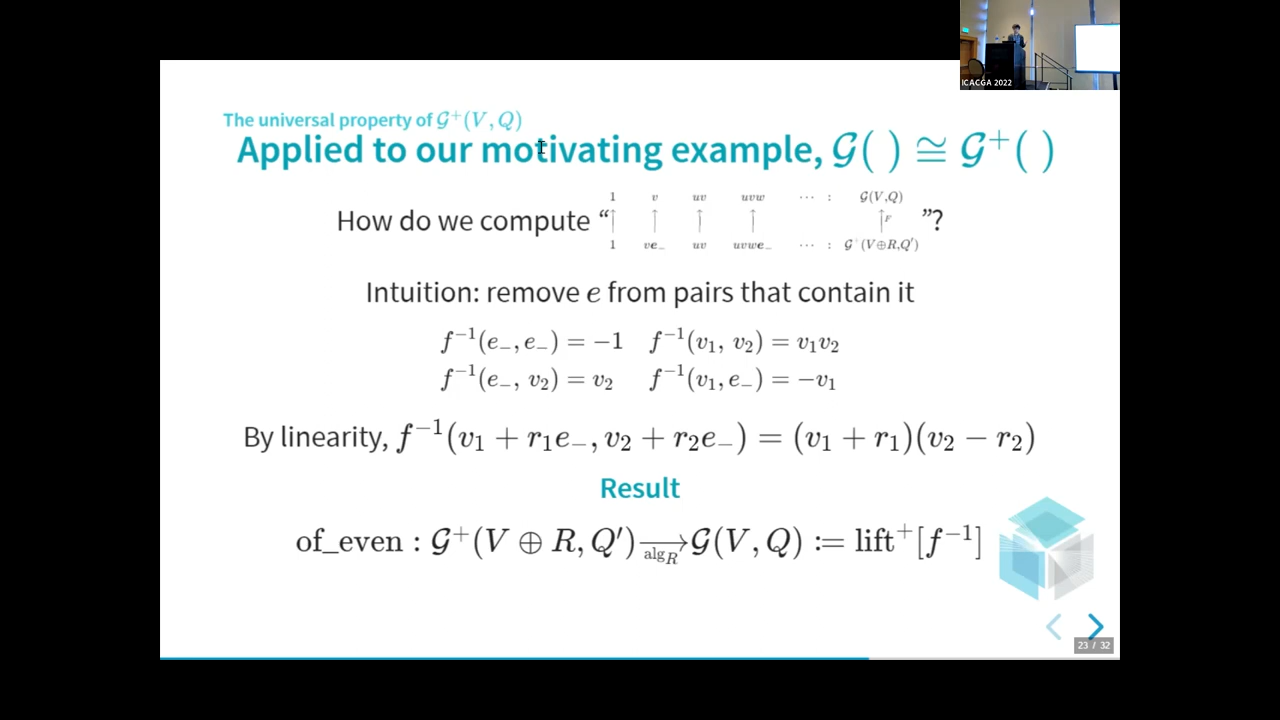 ICACGA 2022
The universal property of 𝒢⁺(V, Q)
Applied to our motivating example, 𝒢( ) ≅ 𝒢⁺( )
1 v uv uvw ⋯ : 𝒢(V,Q)
How do we compute “↑ ↑ ↑ ↑ ↑F ”?
1 ve₋ uv uvwe₋ ⋯ : 𝒢⁺(V⊕R,Q′)
Intuition: remove e from pairs that contain it
f⁻¹(e₋, e₋) = −1 f⁻¹(v₁, v₂) = v₁v₂
f⁻¹(e₋, v₂) = v₂ f⁻¹(v₁, e₋) = −v₁
By linearity, f⁻¹(v₁ + r₁e₋, v₂ + r₂e₋) = (v₁ + r₁)(v₂ − r₂)
Result
of_even : 𝒢⁺(V ⊕ R, Q′) ⟶alg_R 𝒢(V, Q) := lift⁺[f⁻¹]
23 / 32